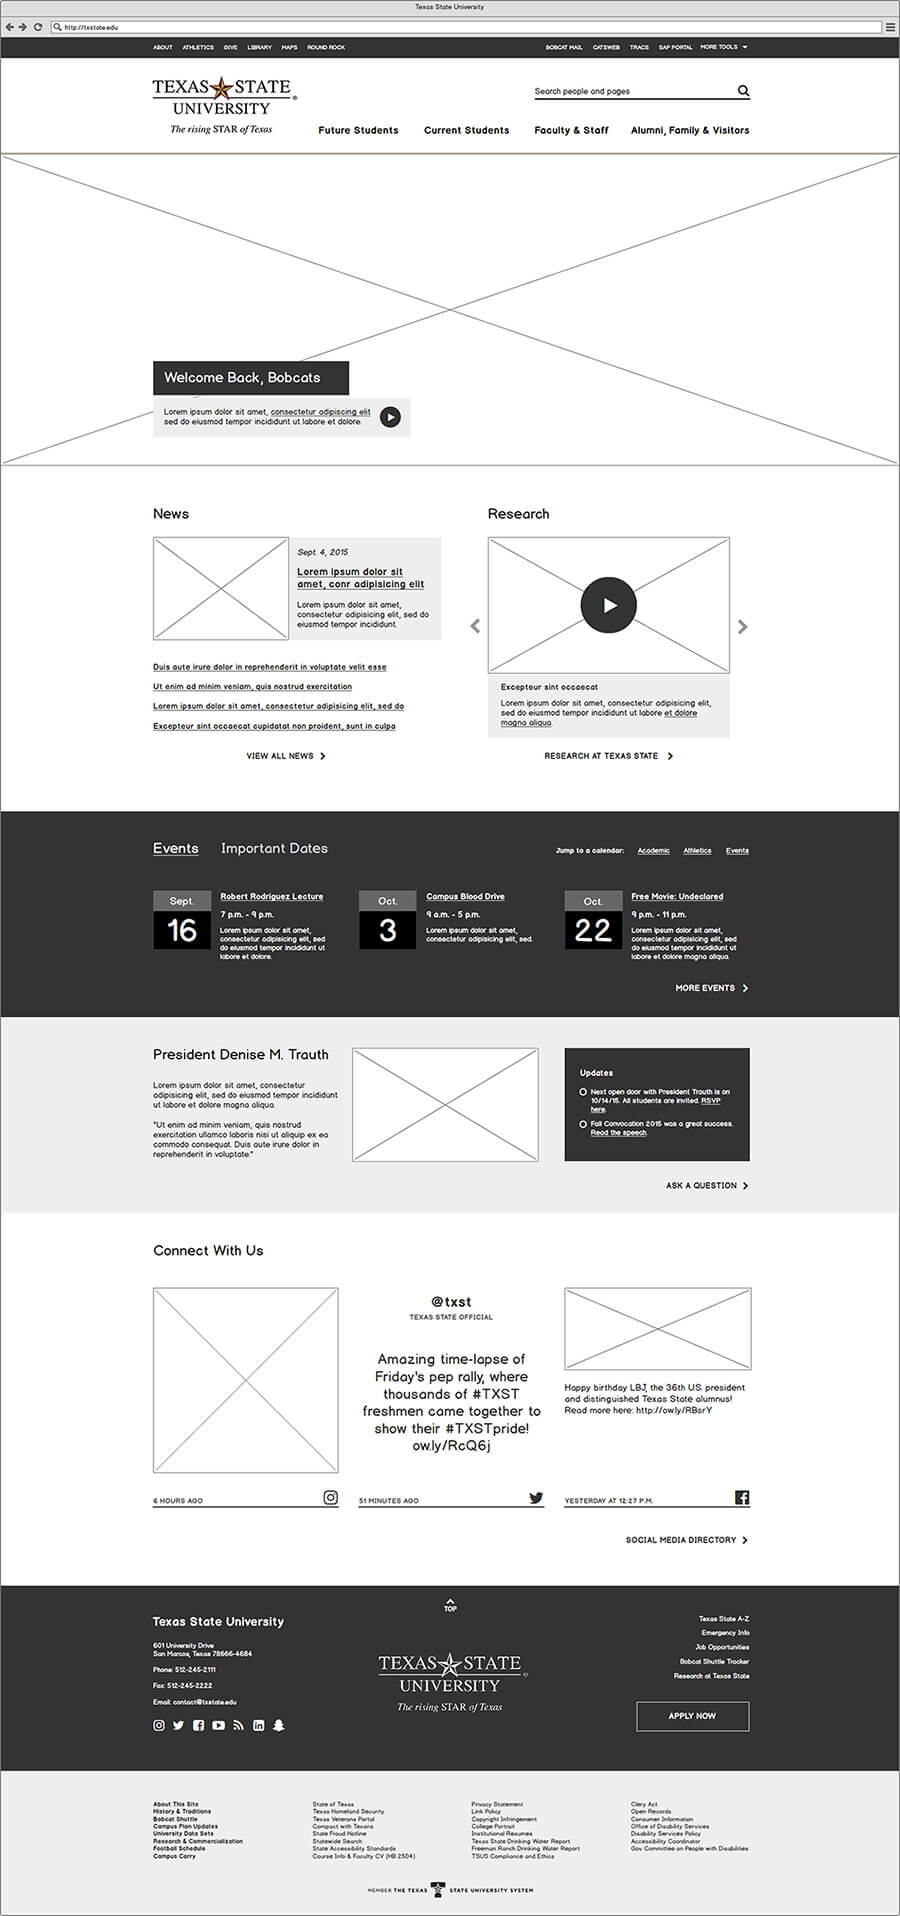 Texas State University
http://txstate.edu
ABOUT ATHLETICS GIVE LIBRARY MAPS ROUND ROCK BOBCAT MAIL CATSWEB TRACS SAP PORTAL MORE TOOLS
TEXAS STATE
UNIVERSITY
®
The rising STAR of Texas
Search people and pages
Future Students Current Students Faculty & Staff Alumni, Family & Visitors
Welcome Back, Bobcats
Lorem ipsum dolor sit amet, consectetur adipiscing elit
sed do eiusmod tempor incididunt ut labore et dolore.
News
Sept. 4, 2015
Lorem ipsum dolor sit
amet, conr adipisicing elit
Lorem ipsum dolor sit amet,
consectetur adipisicing elit, sed do
eiusmod tempor incididunt.
Duis aute irure dolor in reprehenderit in voluptate velit esse
Ut enim ad minim veniam, quis nostrud exercitation
Lorem ipsum dolor sit amet, consectetur adipisicing elit, sed do
Excepteur sint occaecat cupidatat non proident, sunt in culpa
VIEW ALL NEWS
Research
Excepteur sint occaecat
Lorem ipsum dolor sit amet, consectetur adipisicing elit,
sed do eiusmod tempor incididunt ut labore et dolore
magna aliqua.
RESEARCH AT TEXAS STATE
Events Important Dates
Jump to a calendar: Academic Athletics Events
Sept.
16
Robert Rodriguez Lecture
7 p.m. - 9 p.m.
Lorem ipsum dolor sit amet,
consectetur adipisicing elit, sed
do eiusmod tempor incididunt ut
labore et dolore.
Oct.
3
Campus Blood Drive
9 a.m. - 5 p.m.
Lorem ipsum dolor sit amet,
consectetur adipisicing elit, sed.
Oct.
22
Free Movie: Undeclared
9 p.m. - 11 p.m.
Lorem ipsum dolor sit amet,
consectetur adipisicing elit, sed
do eiusmod tempor incididunt ut
labore et dolore magna aliqua.
MORE EVENTS
President Denise M. Trauth
Lorem ipsum dolor sit amet, consectetur
adipisicing elit, sed do eiusmod tempor incididunt
ut labore et dolore magna aliqua.
"Ut enim ad minim veniam, quis nostrud
exercitation ullamco laboris nisi ut aliquip ex ea
commodo consequat. Duis aute irure dolor in
reprehenderit in voluptate."
Updates
Next open door with President Trauth is on
10/14/15. All students are invited. RSVP
here.
Fall Convocation 2015 was a great success.
Read the speech.
ASK A QUESTION
Connect With Us
@txst
TEXAS STATE OFFICIAL
Amazing time-lapse of
Friday's pep rally, where
thousands of #TXST
freshmen came together to
show their #TXSTpride!
ow.ly/RcQ6j
Happy birthday LBJ, the 36th U.S. president
and distinguished Texas State alumnus!
Read more here: http://ow.ly/RBsrY
6 HOURS AGO
51 MINUTES AGO
YESTERDAY AT 12:27 P.M.
SOCIAL MEDIA DIRECTORY
TOP
Texas State University
601 University Drive
San Marcos, Texas 78666-4684
Phone: 512-245-2111
Fax: 512-245-2222
Email: contact@txstate.edu
TEXAS STATE
UNIVERSITY
®
The rising STAR of Texas
Texas State A-Z
Emergency Info
Job Opportunities
Bobcat Shuttle Tracker
Research at Texas State
APPLY NOW
About This Site
History & Traditions
Bobcat Shuttle
Campus Plan Updates
University Data Sets
Research & Commercialization
Football Schedule
Campus Carry
State of Texas
Texas Homeland Security
Texas Veterans Portal
Compact with Texans
State Fraud Hotline
Statewide Search
State Accessibility Standards
Course Info & Faculty CV (HB 2504)
Privacy Statement
Link Policy
Copyright Infringement
College Portrait
Institutional Resumes
Texas State Drinking Water Report
Freeman Ranch Drinking Water Report
TSUS Compliance and Ethics
Clery Act
Open Records
Consumer Information
Office of Disability Services
Disability Services Policy
Accessibility Coordinator
Gov Committee on People with Disabilities
MEMBER THE TEXAS STATE UNIVERSITY SYSTEM